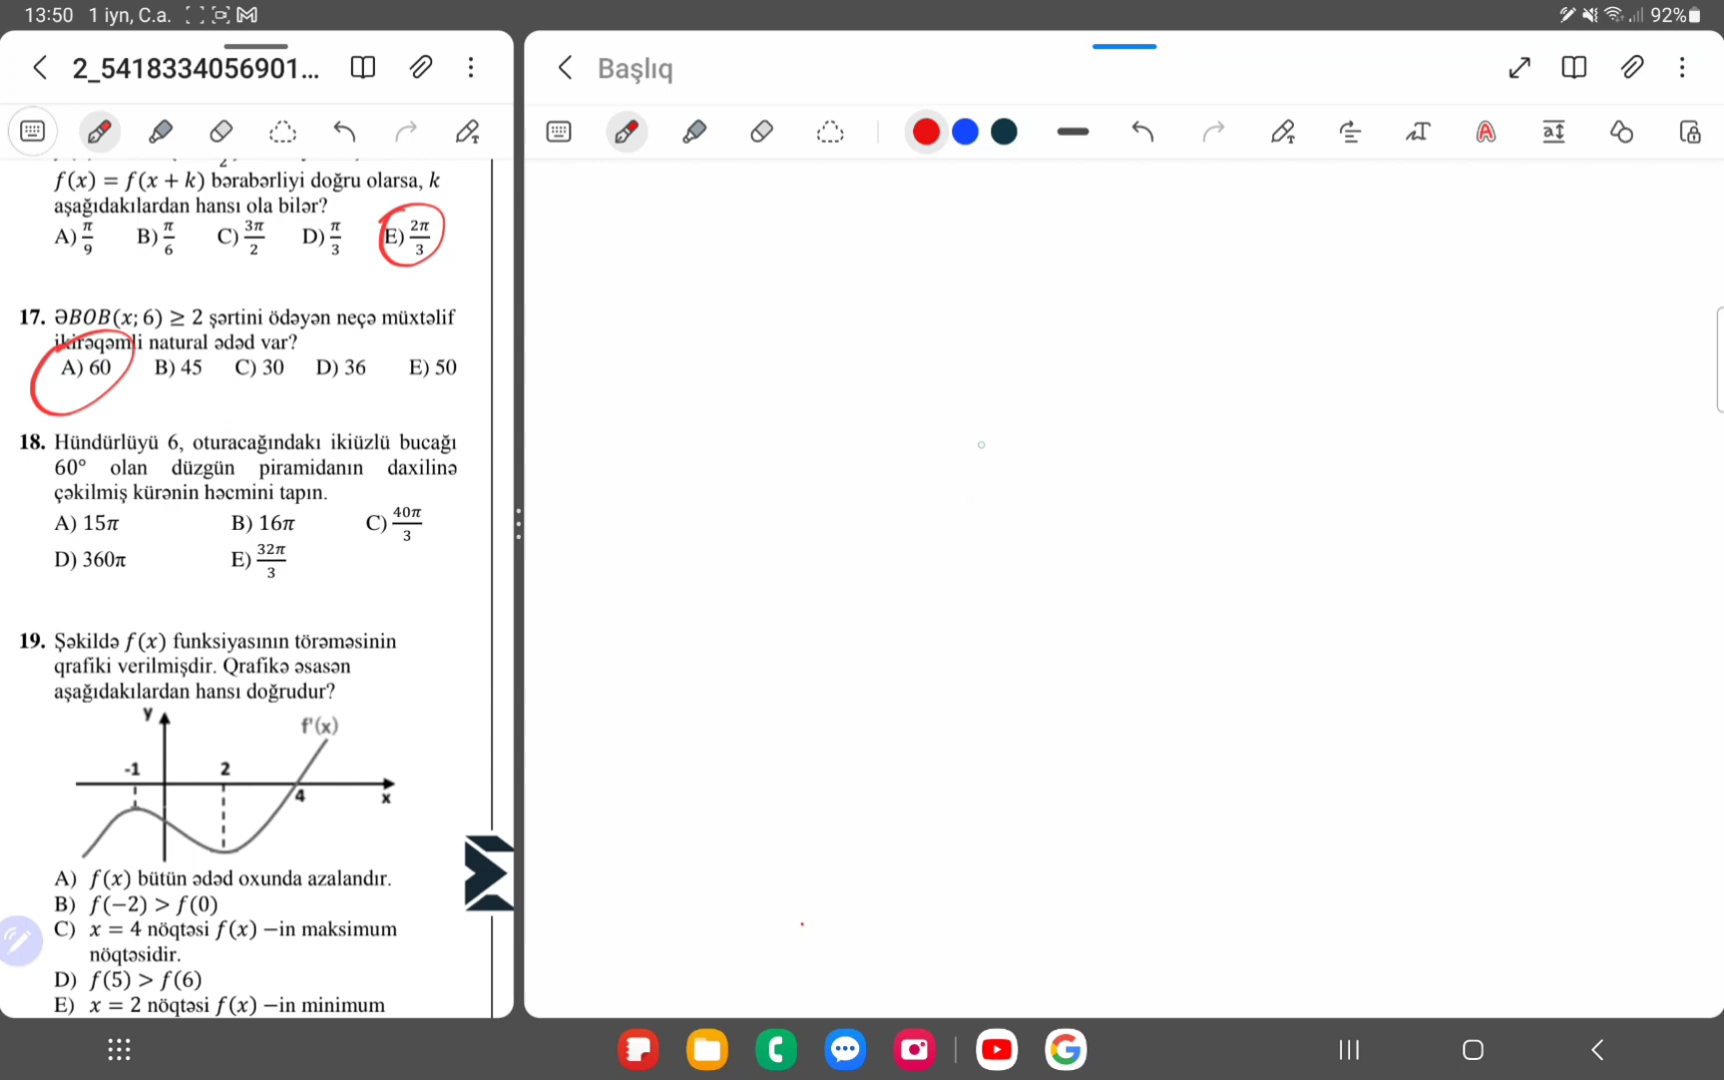 13:50 1 iyn, C.a.
92%
2_5418334056901...
Başlıq
f(x) = f(x + k) bərabərliyi doğru olarsa, k
aşağıdakılardan hansı ola bilər?
A) π/9 B) π/6 C) 3π/2 D) π/3 E) 2π/3
17. ƏBOB(x; 6) ≥ 2 şərtini ödəyən neçə müxtəlif
ikirəqəmli natural ədəd var?
A) 60 B) 45 C) 30 D) 36 E) 50
18. Hündürlüyü 6, oturacağındakı ikiüzlü bucağı
60° olan düzgün piramidanın daxilinə
çəkilmiş kürənin həcmini tapın.
A) 15π B) 16π C) 40π/3
D) 360π E) 32π/3
19. Şəkildə f(x) funksiyasının törəməsinin
qrafiki verilmişdir. Qrafikə əsasən
aşağıdakılardan hansı doğrudur?
y
f'(x)
-1 2
4 x
A) f(x) bütün ədəd oxunda azalandır.
B) f(−2) > f(0)
C) x = 4 nöqtəsi f(x) −in maksimum
nöqtəsidir.
D) f(5) > f(6)
E) x = 2 nöqtəsi f(x) −in minimum